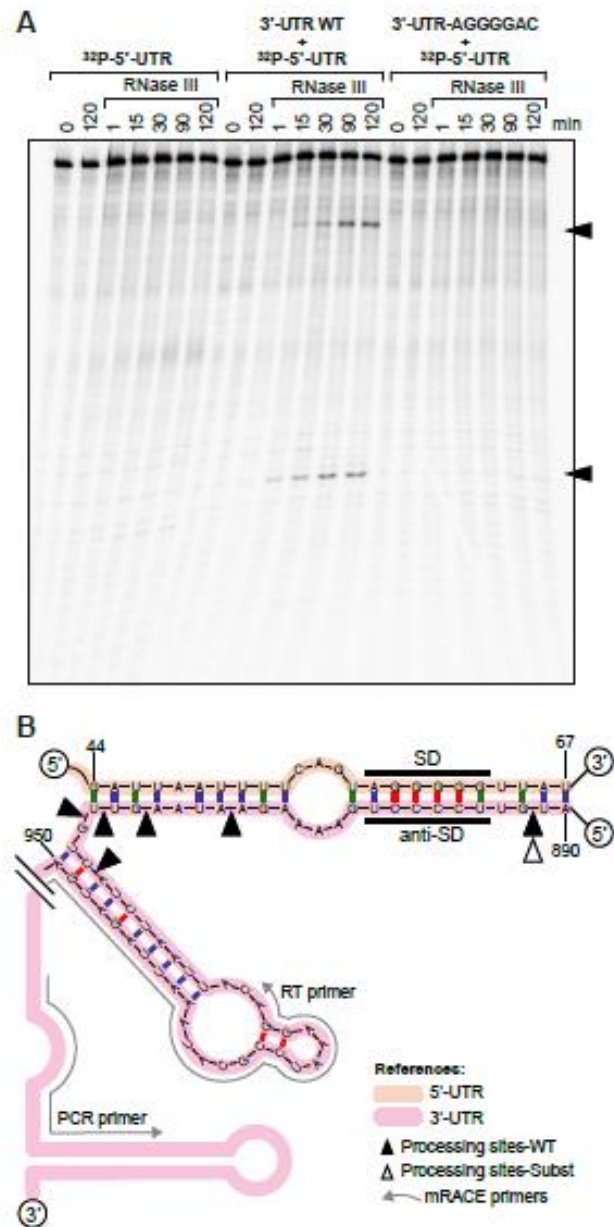 A
3'-UTR WT 3'-UTR-AGGGGAC
+ +
32P-5'-UTR 32P-5'-UTR 32P-5'-UTR
RNase III RNase III RNase III
0 120 1 15 30 90 120 0 120 1 15 30 90 120 0 120 1 15 30 90 120 min
B
44 67
5' SD 3'
anti-SD 5'
950 890
RT primer
References:
5'-UTR
3'-UTR
PCR primer
Processing sites-WT
Processing sites-Subst
mRACE primers
3'